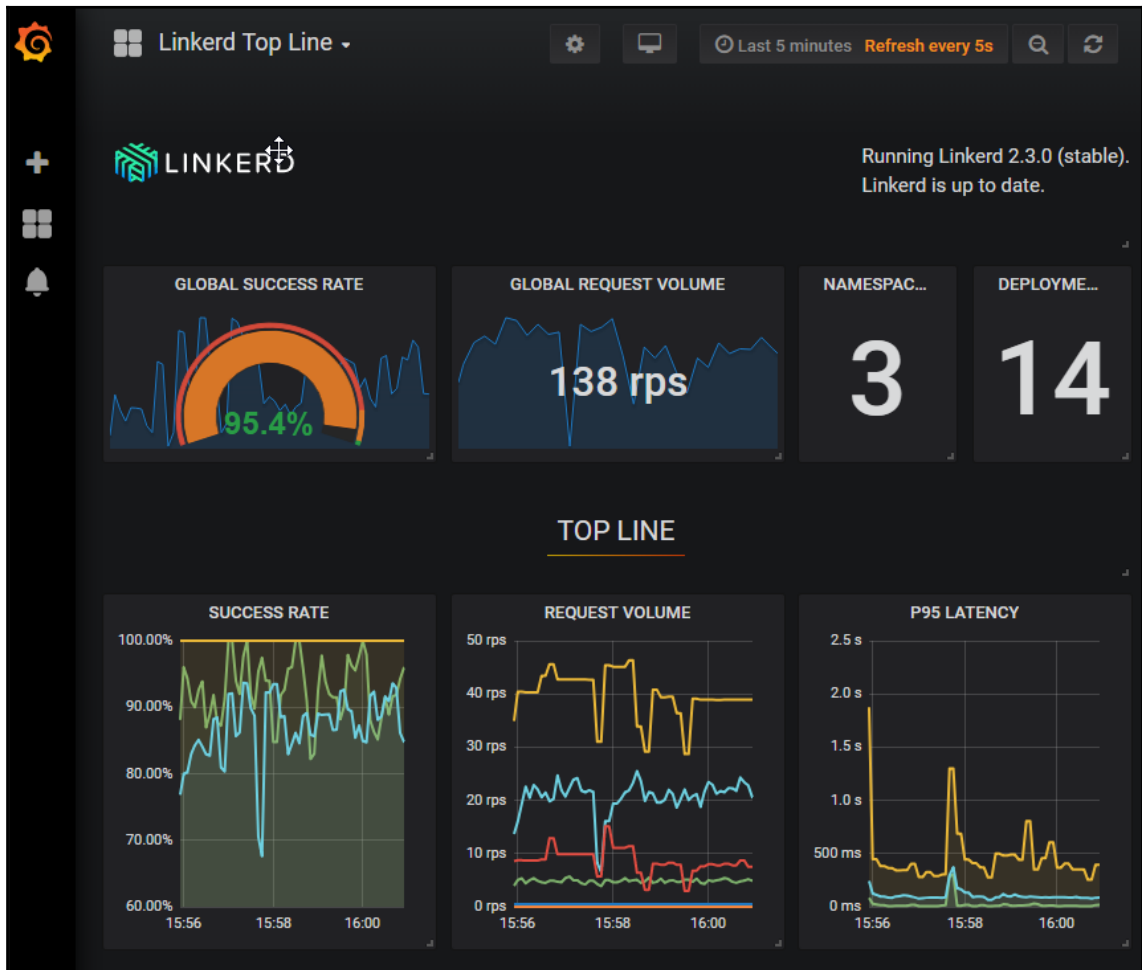 Linkerd Top Line
Last 5 minutes Refresh every 5s
LINKERD
Running Linkerd 2.3.0 (stable).
Linkerd is up to date.
GLOBAL SUCCESS RATE
GLOBAL REQUEST VOLUME
NAMESPAC...
DEPLOYME...
95.4%
138 rps
3
14
TOP LINE
SUCCESS RATE
100.00%
90.00%
80.00%
70.00%
60.00%
15:56 15:58 16:00
REQUEST VOLUME
50 rps
40 rps
30 rps
20 rps
10 rps
0 rps
15:56 15:58 16:00
P95 LATENCY
2.5 s
2.0 s
1.5 s
1.0 s
500 ms
0 ms
15:56 15:58 16:00